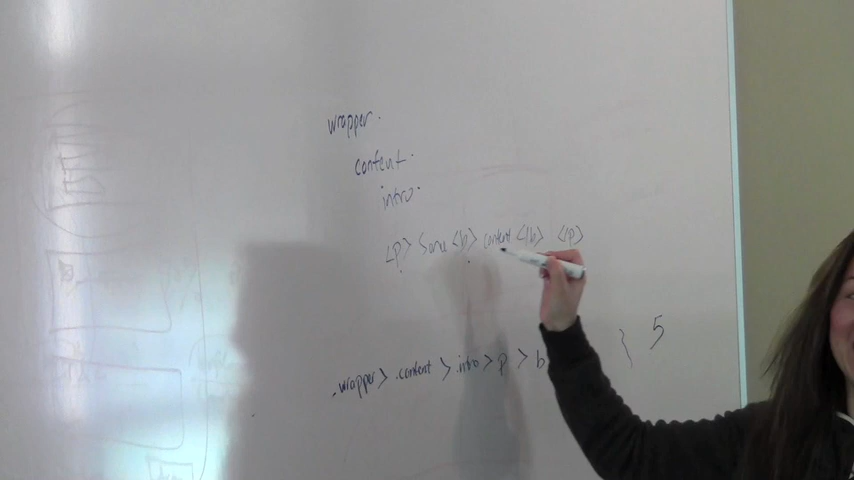 wrapper.
content.
intro.
<p> Some <b> content </b> </p>
.wrapper > .content > .intro > p > b } 5